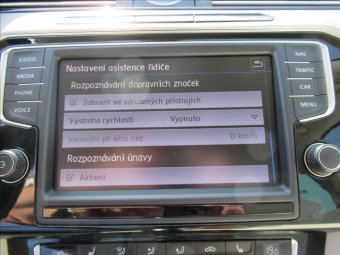 RADIO
MEDIA
PHONE
VOICE
Nastavení asistence řidiče
Rozpoznávání dopravních značek
Zobrazit ve sdružených přístrojích
Výstraha rychlosti Vypnuto
Varování při více než 0 km/h
Rozpoznávání únavy
Aktivní
NAV
TRAFFIC
CAR
MENU